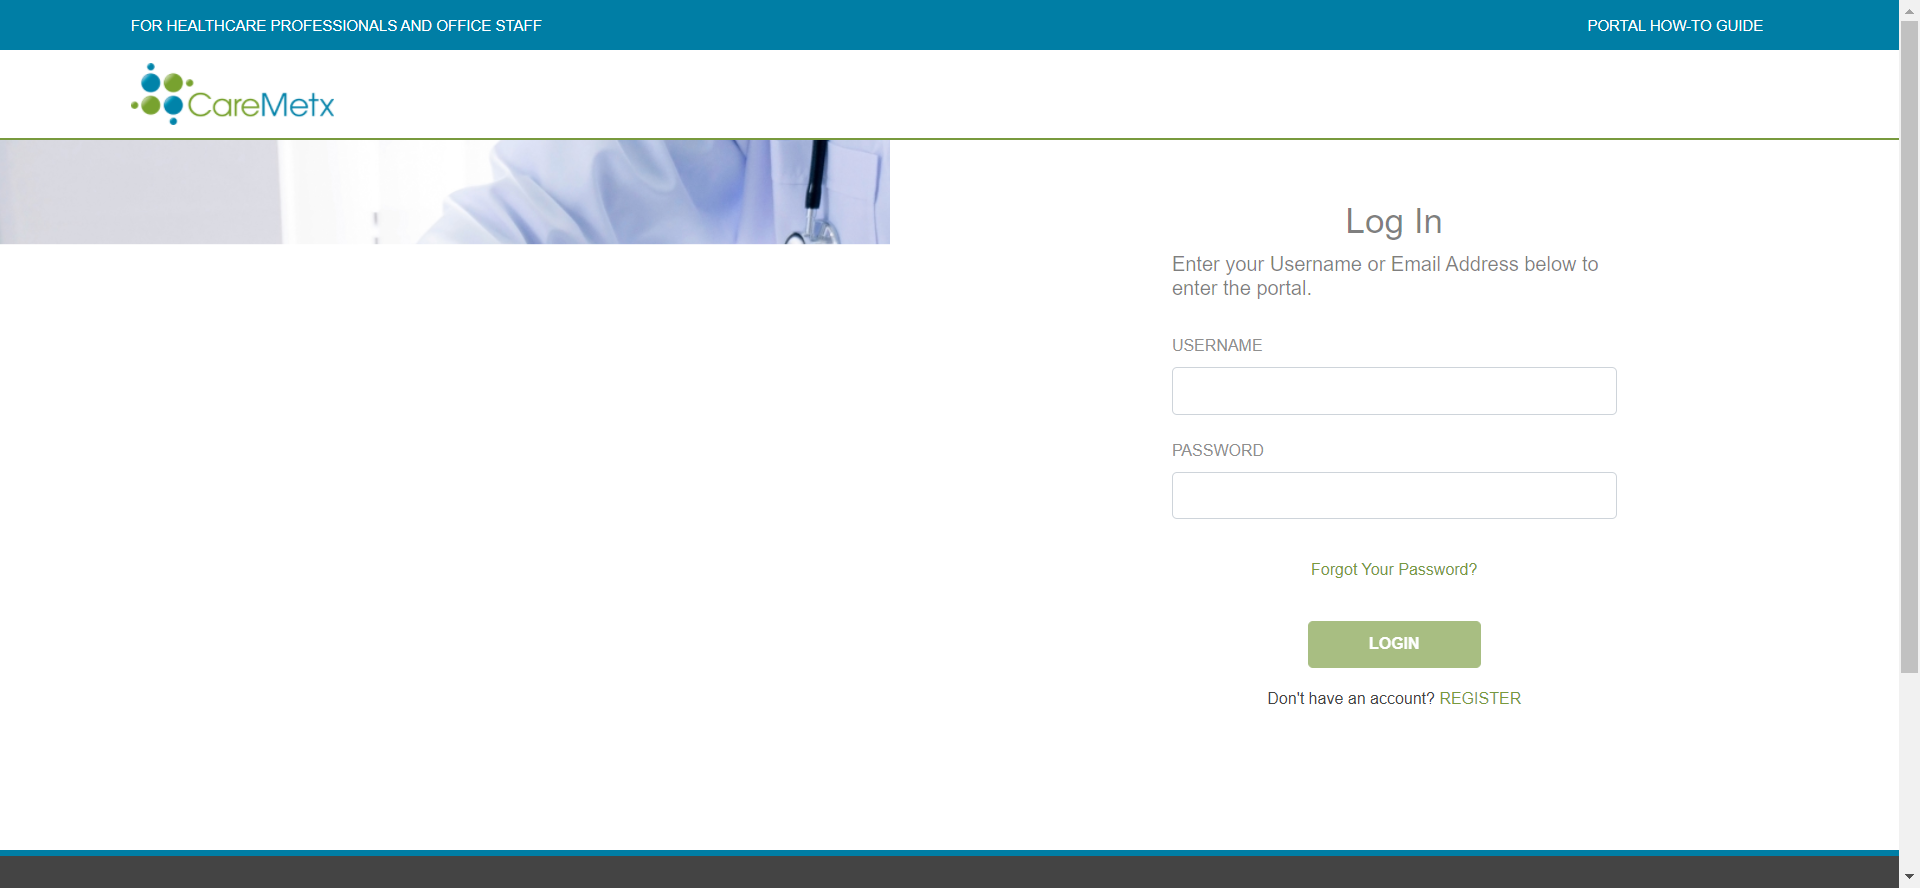 FOR HEALTHCARE PROFESSIONALS AND OFFICE STAFF
PORTAL HOW-TO GUIDE
CareMetx
Log In
Enter your Username or Email Address below to
enter the portal.
USERNAME
PASSWORD
Forgot Your Password?
LOGIN
Don't have an account? REGISTER